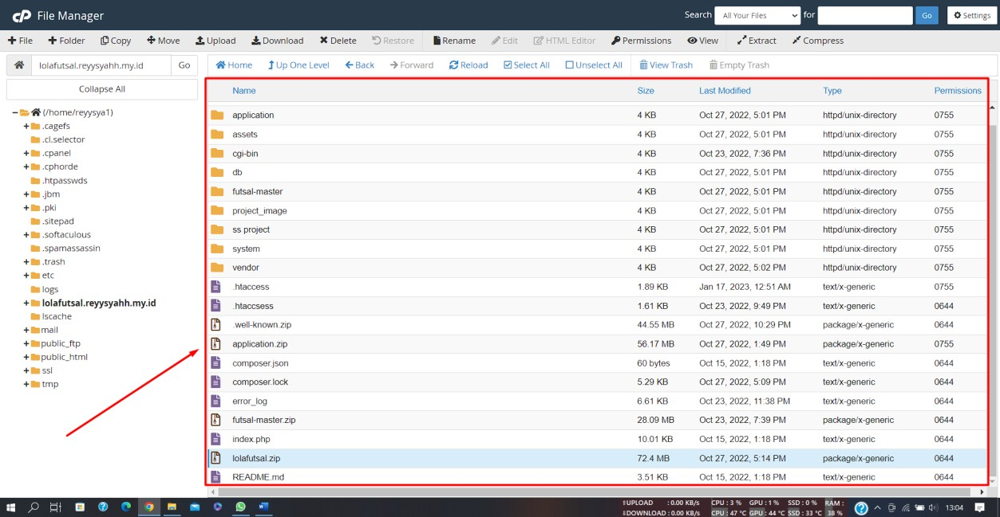 cP File Manager Search All Your Files for Go Settings
File Folder Copy Move Upload Download Delete Restore Rename Edit HTML Editor Permissions View Extract Compress
lolafutsal.reyysyahh.my.id Go Home Up One Level Back Forward Reload Select All Unselect All View Trash Empty Trash
Collapse All
(/home/reyysya1)
.cagefs
.cl.selector
.cpanel
.cphorde
.htpasswds
.jbm
.pki
.sitepad
.softaculous
.spamassassin
.trash
etc
logs
lolafutsal.reyysyahh.my.id
lscache
mail
public_ftp
public_html
ssl
tmp
Name Size Last Modified Type Permissions
application 4 KB Oct 27, 2022, 5:01 PM httpd/unix-directory 0755
assets 4 KB Oct 27, 2022, 5:01 PM httpd/unix-directory 0755
cgi-bin 4 KB Oct 23, 2022, 7:36 PM httpd/unix-directory 0755
db 4 KB Oct 27, 2022, 5:01 PM httpd/unix-directory 0755
futsal-master 4 KB Oct 27, 2022, 5:01 PM httpd/unix-directory 0755
project_image 4 KB Oct 27, 2022, 5:01 PM httpd/unix-directory 0755
ss project 4 KB Oct 27, 2022, 5:01 PM httpd/unix-directory 0755
system 4 KB Oct 27, 2022, 5:01 PM httpd/unix-directory 0755
vendor 4 KB Oct 27, 2022, 5:02 PM httpd/unix-directory 0755
.htaccess 1.89 KB Jan 17, 2023, 12:51 AM text/x-generic 0755
.htaccsess 1.61 KB Oct 23, 2022, 9:49 PM text/x-generic 0644
.well-known.zip 44.55 MB Oct 27, 2022, 10:29 PM package/x-generic 0644
application.zip 56.17 MB Oct 27, 2022, 1:49 PM package/x-generic 0755
composer.json 60 bytes Oct 15, 2022, 1:18 PM text/x-generic 0644
composer.lock 5.29 KB Oct 27, 2022, 5:09 PM text/x-generic 0644
error_log 6.61 KB Oct 23, 2022, 11:38 PM text/x-generic 0644
futsal-master.zip 28.09 MB Oct 23, 2022, 7:39 PM package/x-generic 0644
index.php 10.01 KB Oct 15, 2022, 1:18 PM text/x-generic 0644
lolafutsal.zip 72.4 MB Oct 27, 2022, 5:14 PM package/x-generic 0644
README.md 3.51 KB Oct 15, 2022, 1:18 PM text/x-generic 0644
UPLOAD : 0.00 KB/s CPU : 3 % GPU : 1 % SSD : 0 % RAM :
DOWNLOAD : 0.00 KB/s CPU : 47 °C GPU : 44 °C SSD : 33 °C 38 %
13:04